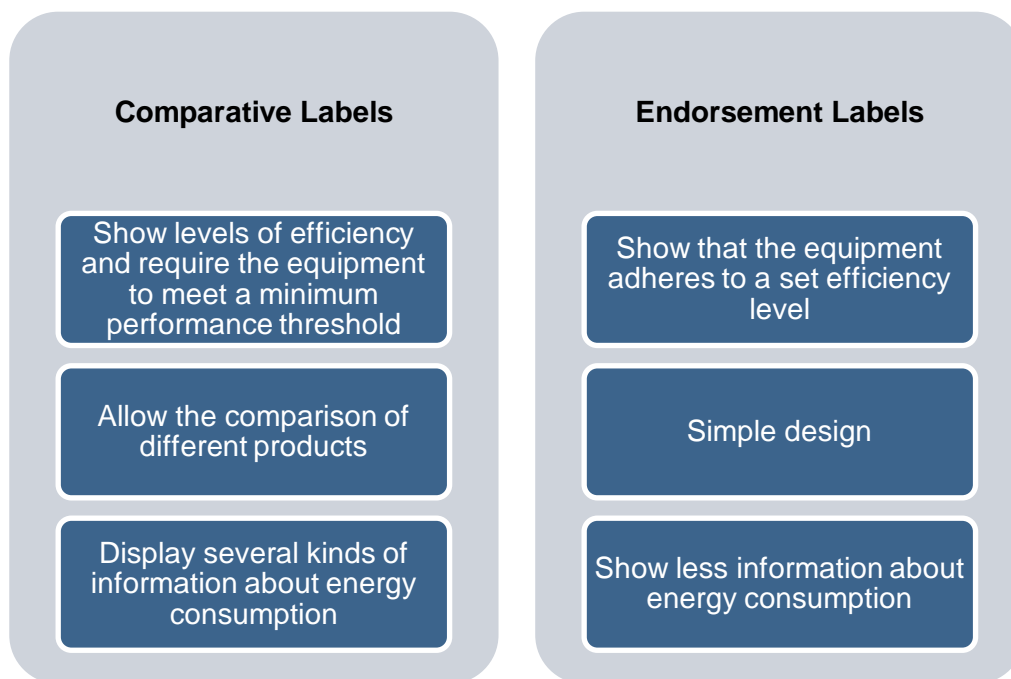 Comparative Labels
Show levels of efficiency
and require the equipment
to meet a minimum
performance threshold
Allow the comparison of
different products
Display several kinds of
information about energy
consumption
Endorsement Labels
Show that the equipment
adheres to a set efficiency
level
Simple design
Show less information about
energy consumption